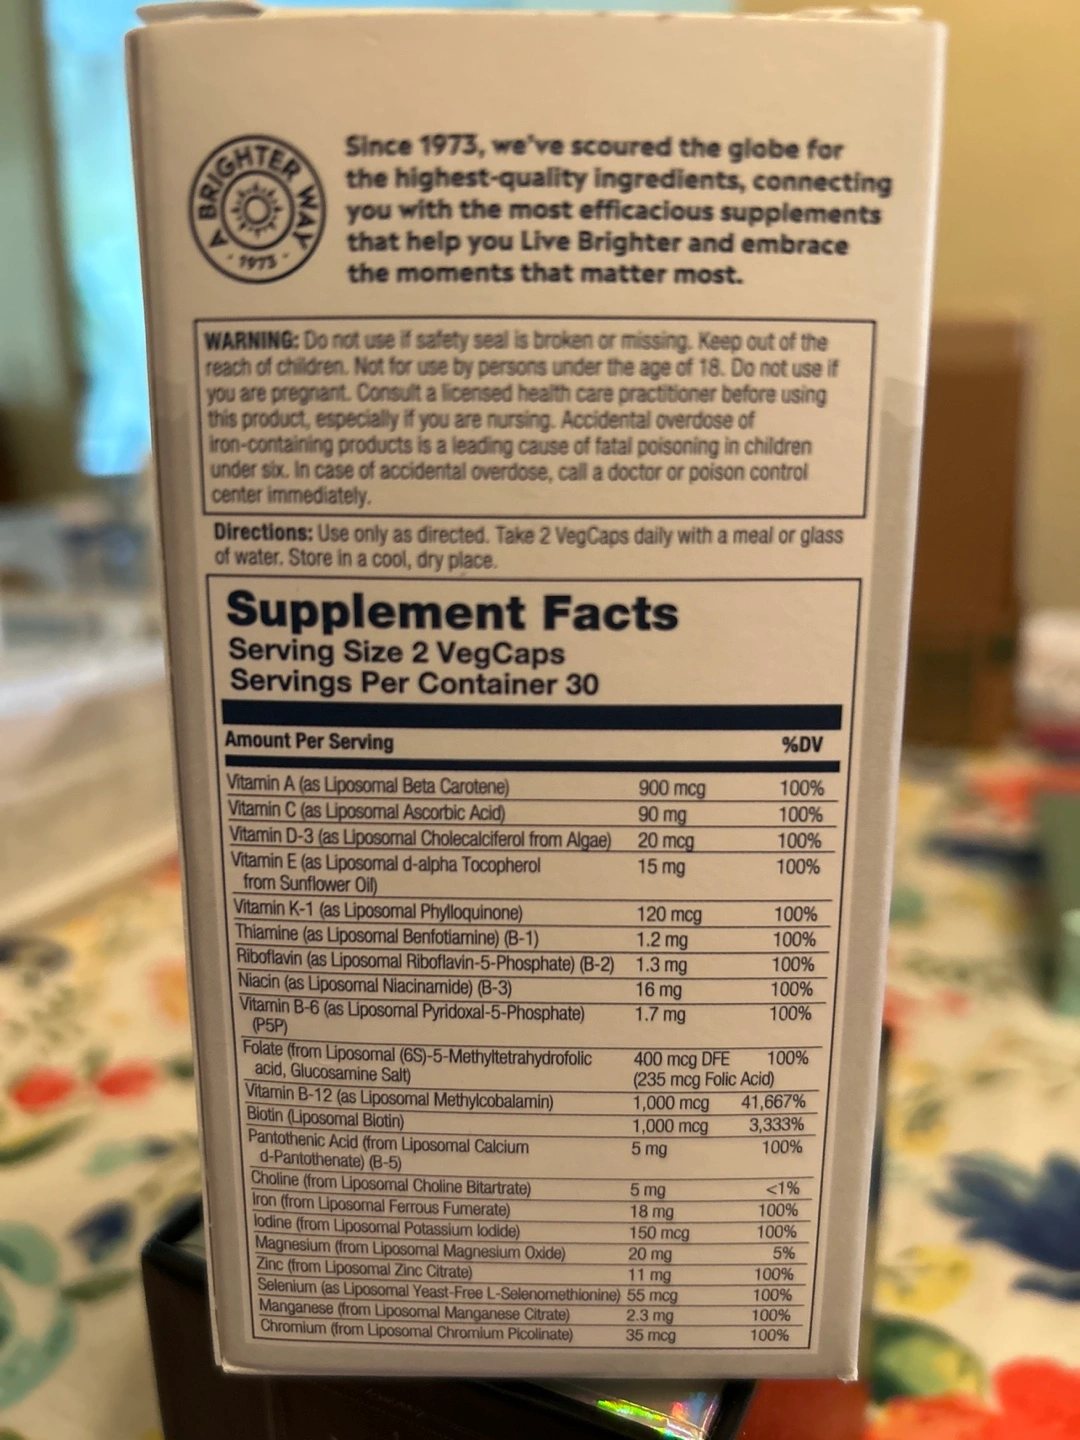 A BRIGHTER WAY
· 1973 ·
Since 1973, we've scoured the globe for
the highest-quality ingredients, connecting
you with the most efficacious supplements
that help you Live Brighter and embrace
the moments that matter most.
WARNING: Do not use if safety seal is broken or missing. Keep out of the
reach of children. Not for use by persons under the age of 18. Do not use if
you are pregnant. Consult a licensed health care practitioner before using
this product, especially if you are nursing. Accidental overdose of
iron-containing products is a leading cause of fatal poisoning in children
under six. In case of accidental overdose, call a doctor or poison control
center immediately.
Directions: Use only as directed. Take 2 VegCaps daily with a meal or glass
of water. Store in a cool, dry place.
Supplement Facts
Serving Size 2 VegCaps
Servings Per Container 30
Amount Per Serving %DV
Vitamin A (as Liposomal Beta Carotene) 900 mcg 100%
Vitamin C (as Liposomal Ascorbic Acid) 90 mg 100%
Vitamin D-3 (as Liposomal Cholecalciferol from Algae) 20 mcg 100%
Vitamin E (as Liposomal d-alpha Tocopherol 15 mg 100%
from Sunflower Oil)
Vitamin K-1 (as Liposomal Phylloquinone) 120 mcg 100%
Thiamine (as Liposomal Benfotiamine) (B-1) 1.2 mg 100%
Riboflavin (as Liposomal Riboflavin-5-Phosphate) (B-2) 1.3 mg 100%
Niacin (as Liposomal Niacinamide) (B-3) 16 mg 100%
Vitamin B-6 (as Liposomal Pyridoxal-5-Phosphate) 1.7 mg 100%
(P5P)
Folate (from Liposomal (6S)-5-Methyltetrahydrofolic 400 mcg DFE 100%
acid, Glucosamine Salt) (235 mcg Folic Acid)
Vitamin B-12 (as Liposomal Methylcobalamin) 1,000 mcg 41,667%
Biotin (Liposomal Biotin) 1,000 mcg 3,333%
Pantothenic Acid (from Liposomal Calcium 5 mg 100%
d-Pantothenate) (B-5)
Choline (from Liposomal Choline Bitartrate) 5 mg <1%
Iron (from Liposomal Ferrous Fumerate) 18 mg 100%
Iodine (from Liposomal Potassium Iodide) 150 mcg 100%
Magnesium (from Liposomal Magnesium Oxide) 20 mg 5%
Zinc (from Liposomal Zinc Citrate) 11 mg 100%
Selenium (as Liposomal Yeast-Free L-Selenomethionine) 55 mcg 100%
Manganese (from Liposomal Manganese Citrate) 2.3 mg 100%
Chromium (from Liposomal Chromium Picolinate) 35 mcg 100%